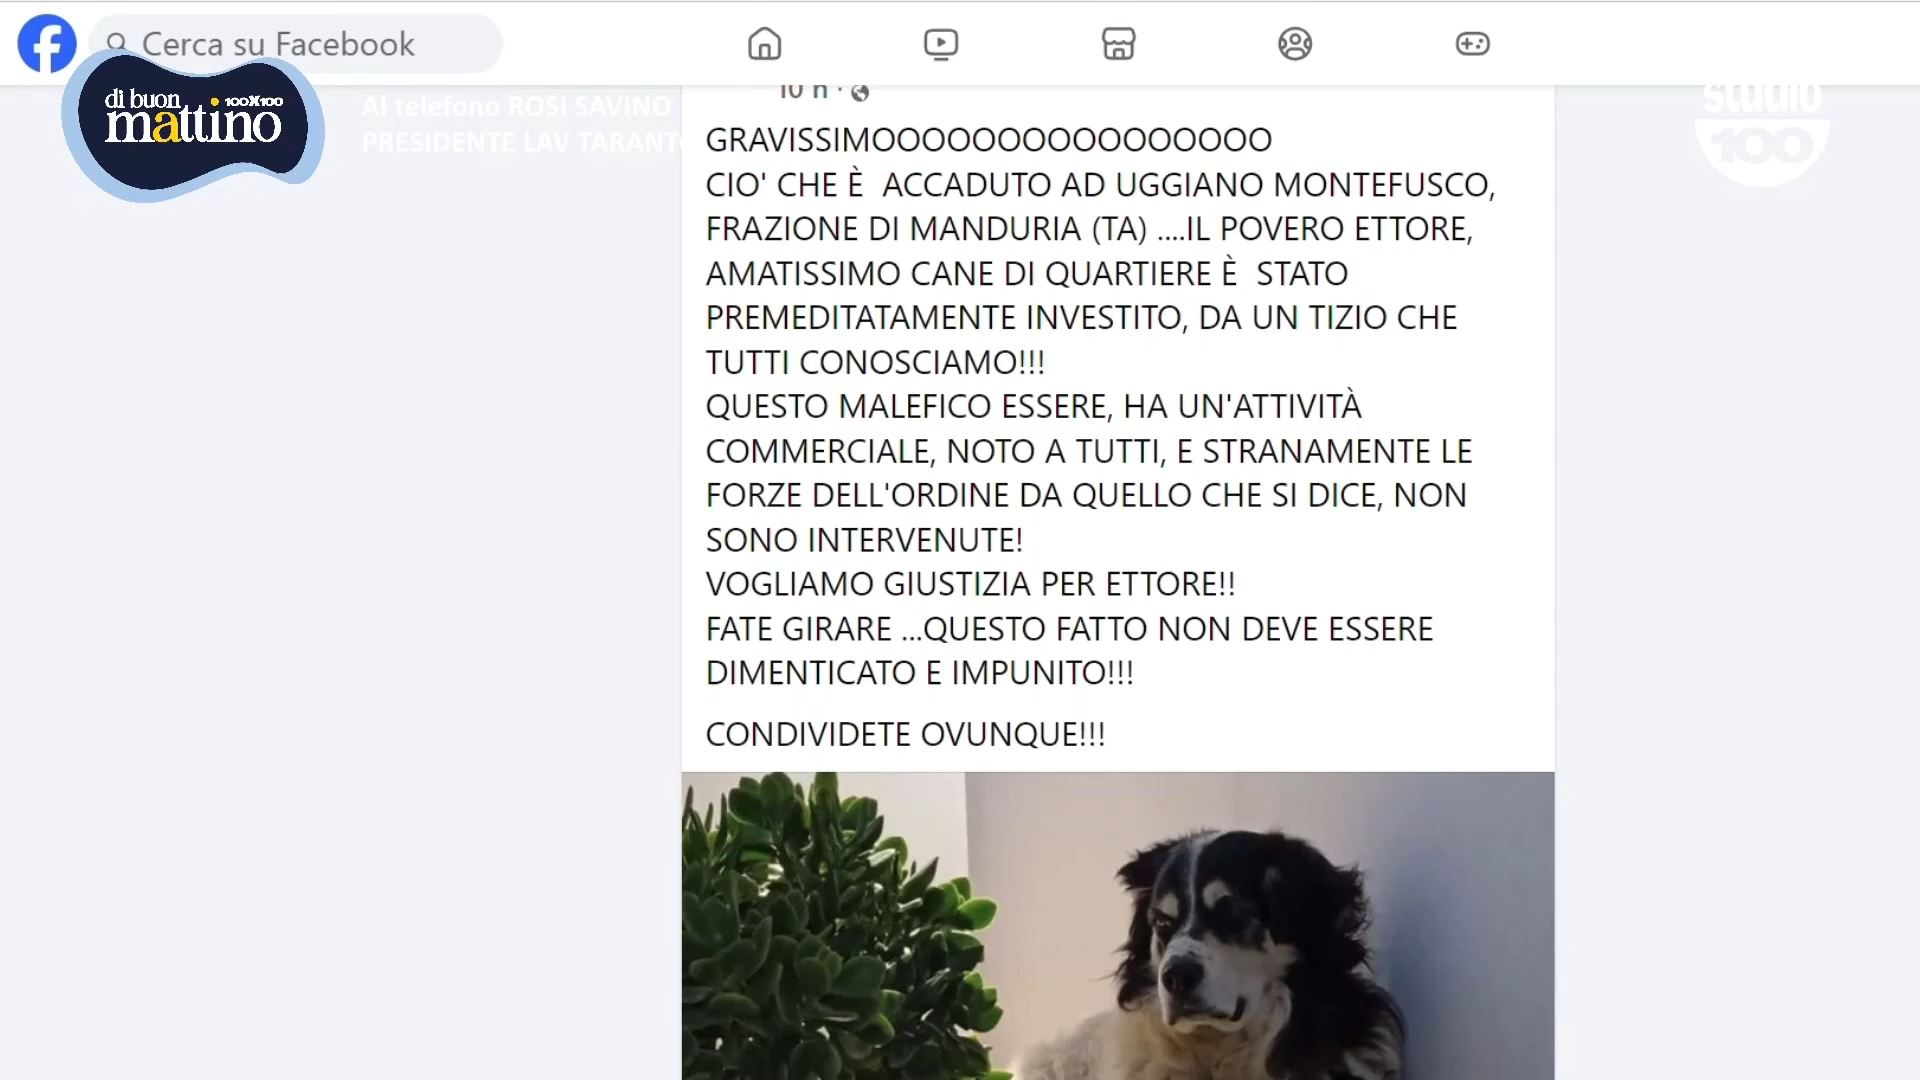 Cerca su Facebook
di buon
100X100
mattino
Al telefono ROSI SAVINO
PRESIDENTE LAV TARANTO
studio
100
10 h ·
GRAVISSIMOOOOOOOOOOOOOOOO
CIO' CHE È  ACCADUTO AD UGGIANO MONTEFUSCO,
FRAZIONE DI MANDURIA (TA) ....IL POVERO ETTORE,
AMATISSIMO CANE DI QUARTIERE È  STATO
PREMEDITATAMENTE INVESTITO, DA UN TIZIO CHE
TUTTI CONOSCIAMO!!!
QUESTO MALEFICO ESSERE, HA UN'ATTIVITÀ
COMMERCIALE, NOTO A TUTTI, E STRANAMENTE LE
FORZE DELL'ORDINE DA QUELLO CHE SI DICE, NON
SONO INTERVENUTE!
VOGLIAMO GIUSTIZIA PER ETTORE!!
FATE GIRARE ...QUESTO FATTO NON DEVE ESSERE
DIMENTICATO E IMPUNITO!!!
CONDIVIDETE OVUNQUE!!!